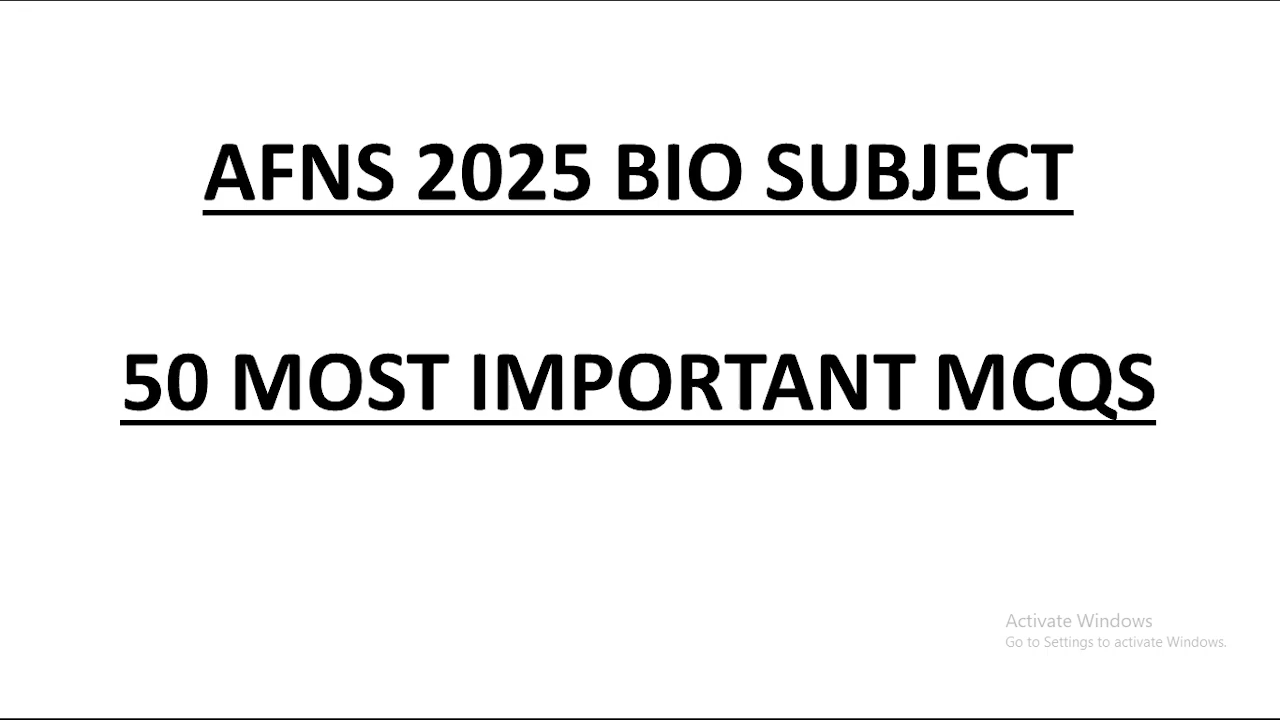 AFNS 2025 BIO SUBJECT
50 MOST IMPORTANT MCQS
Activate Windows
Go to Settings to activate Windows.